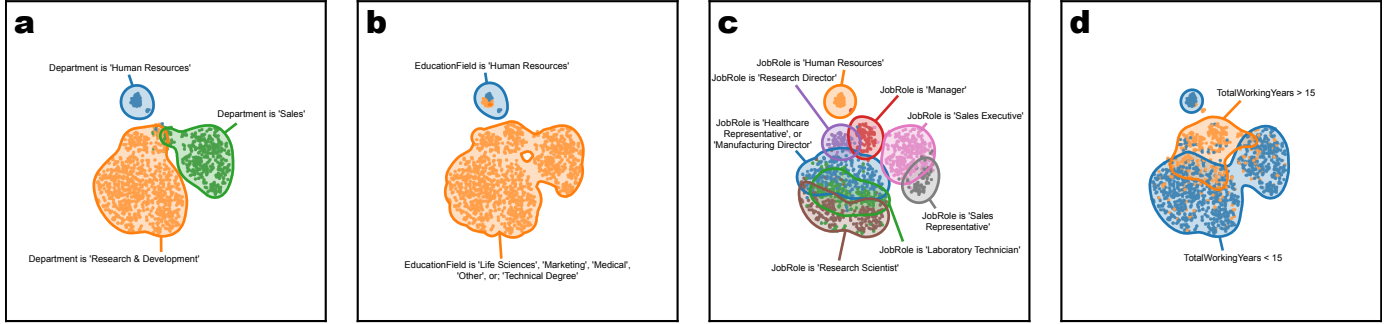 a
Department is 'Human Resources'
Department is 'Sales'
Department is 'Research & Development'
b
EducationField is 'Human Resources'
EducationField is 'Life Sciences', 'Marketing', 'Medical',
'Other', or; 'Technical Degree'
c
JobRole is 'Human Resources'
JobRole is 'Research Director'
JobRole is 'Manager'
JobRole is 'Sales Executive'
JobRole is 'Healthcare
Representative', or
'Manufacturing Director'
JobRole is 'Sales
Representative'
JobRole is 'Laboratory Technician'
JobRole is 'Research Scientist'
d
TotalWorkingYears > 15
TotalWorkingYears < 15